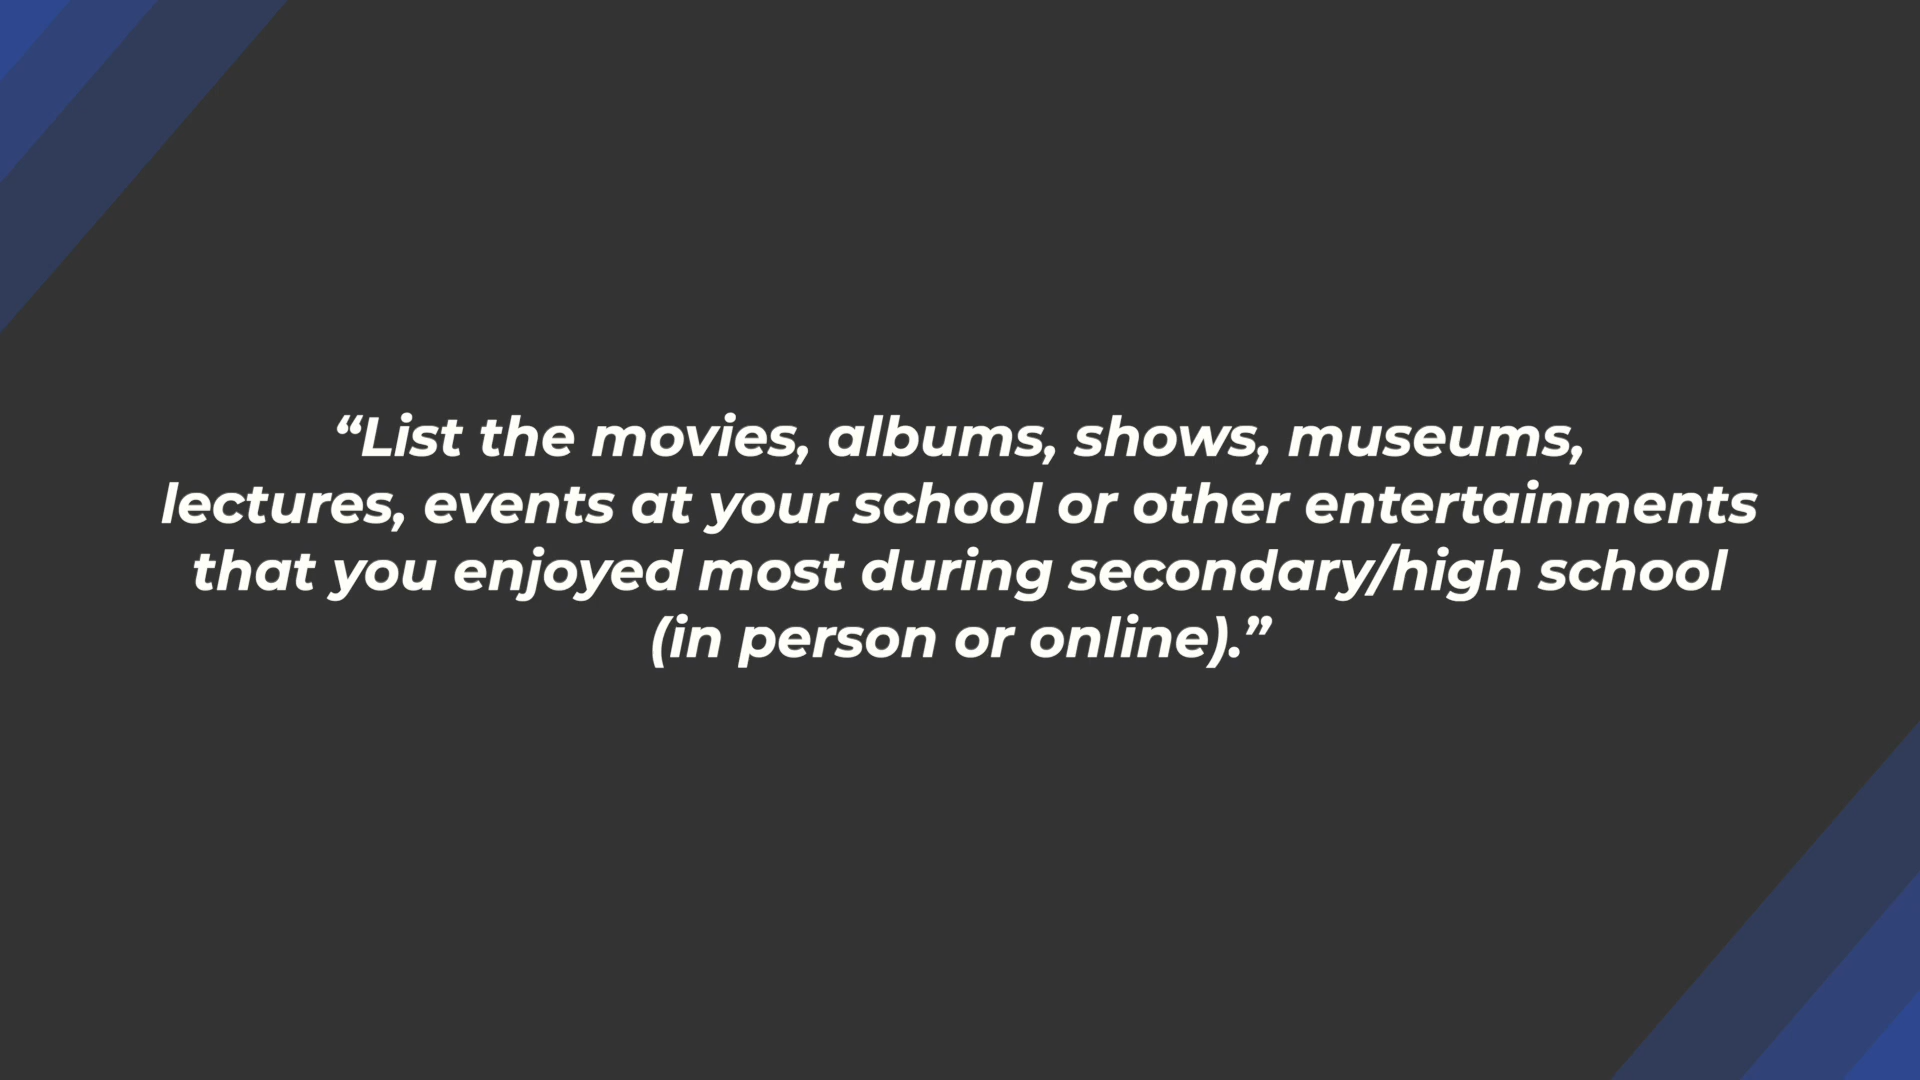 “List the movies, albums, shows, museums,
lectures, events at your school or other entertainments
that you enjoyed most during secondary/high school
(in person or online).”